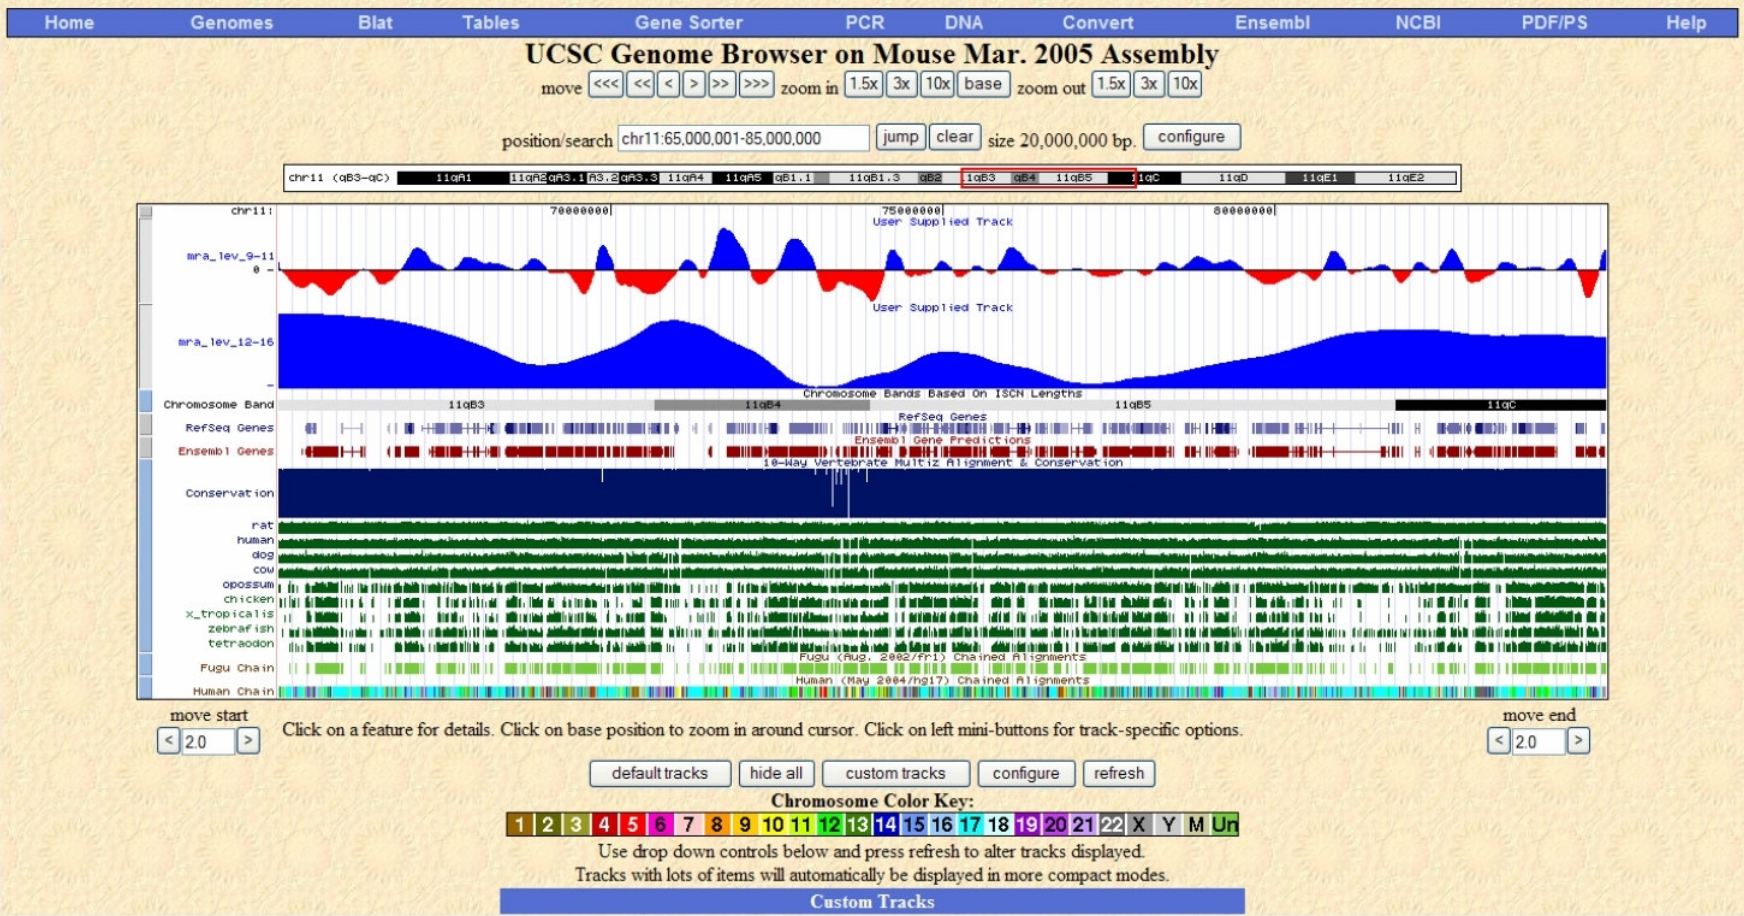 Home Genomes Blat Tables Gene Sorter PCR DNA Convert Ensembl NCBI PDF/PS Help
UCSC Genome Browser on Mouse Mar. 2005 Assembly
move <<< << < > >> >>> zoom in 1.5x 3x 10x base zoom out 1.5x 3x 10x
position/search chr11:65,000,001-85,000,000 jump clear size 20,000,000 bp. configure
chr11 (qB3-qC) 11qA1 11qA2 qA3.1 A3.2 qA3.3 11qA4 11qA5 qB1.1 11qB1.3 qB2 11qB3 qB4 11qB5 11qC 11qD 11qE1 11qE2
chr11: 70000000| 75000000| 80000000|
User Supplied Track
mra_lev_9-11
0 -
User Supplied Track
mra_lev_12-16
-
Chromosome Bands Based On ISCN Lengths
Chromosome Band 11qB3 11qB4 11qB5 11qC
RefSeq Genes
RefSeq Genes
Ensembl Gene Predictions
Ensembl Genes
10-Way Vertebrate Multiz Alignment & Conservation
Conservation
rat
human
dog
cow
opossum
chicken
x_tropicalis
zebrafish
tetraodon
Fugu (Aug. 2002/fr1) Chained Alignments
Fugu Chain
Human (May 2004/hg17) Chained Alignments
Human Chain
move start Click on a feature for details. Click on base position to zoom in around cursor. Click on left mini-buttons for track-specific options. move end
< 2.0 > < 2.0 >
default tracks hide all custom tracks configure refresh
Chromosome Color Key:
1 2 3 4 5 6 7 8 9 10 11 12 13 14 15 16 17 18 19 20 21 22 X Y M Un
Use drop down controls below and press refresh to alter tracks displayed.
Tracks with lots of items will automatically be displayed in more compact modes.
Custom Tracks